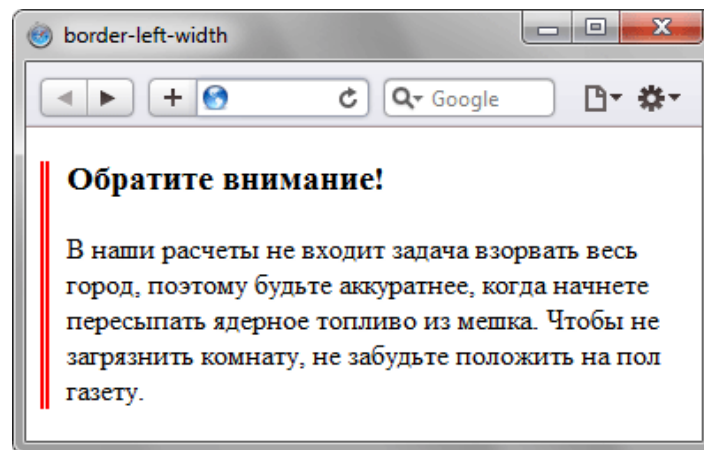 border-left-width
Google
Обратите внимание!
В наши расчеты не входит задача взорвать весь
город, поэтому будьте аккуратнее, когда начнете
пересыпать ядерное топливо из мешка. Чтобы не
загрязнить комнату, не забудьте положить на пол
газету.